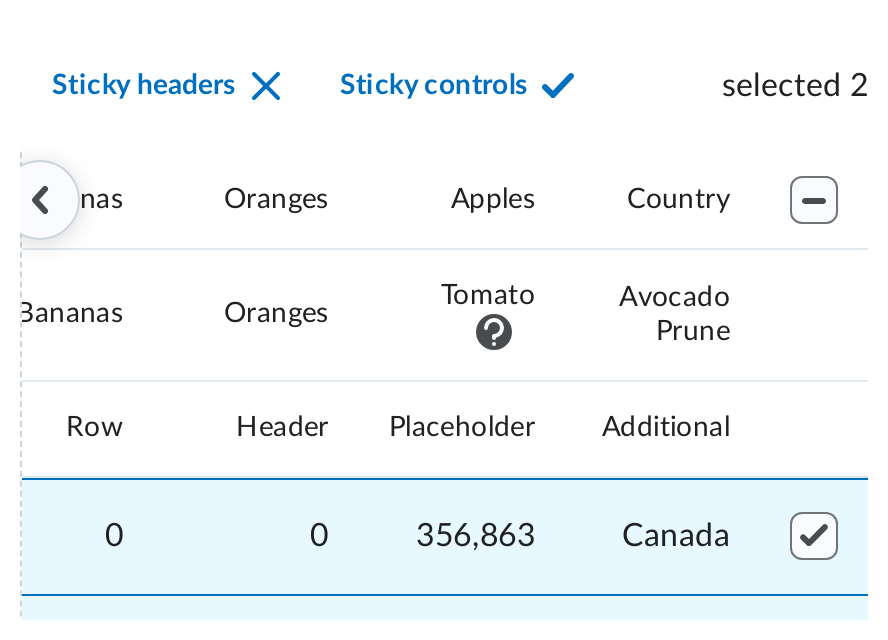 Sticky headers Sticky controls selected 2
nas Oranges Apples Country
Bananas Oranges Tomato Avocado Prune
Row Header Placeholder Additional
0 0 356,863 Canada